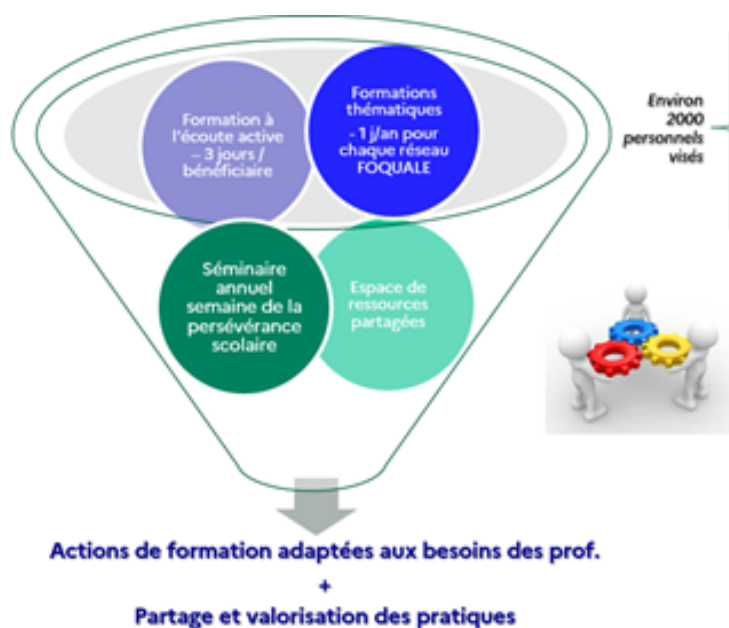 Formation à
l'écoute active
– 3 jours /
bénéficiaire
Formations
thématiques
- 1 j/an pour
chaque réseau
FOQUALE
Environ
2000
personnels
visés
Séminaire
annuel
semaine de la
persévérance
scolaire
Espace de
ressources
partagées
Actions de formation adaptées aux besoins des prof.
+
Partage et valorisation des pratiques